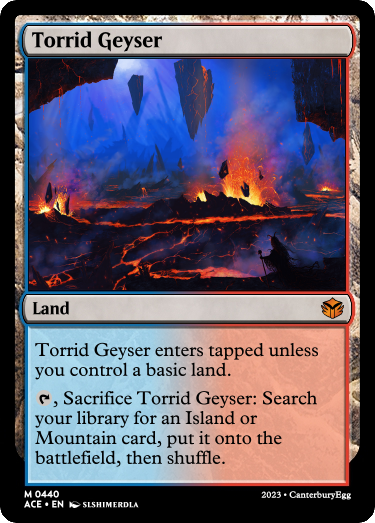 Torrid Geyser
Land
Torrid Geyser enters tapped unless
you control a basic land.
, Sacrifice Torrid Geyser: Search
your library for an Island or
Mountain card, put it onto the
battlefield, then shuffle.
M 0440
ACE • EN SLSHIMERDLA
2023 • CanterburyEgg